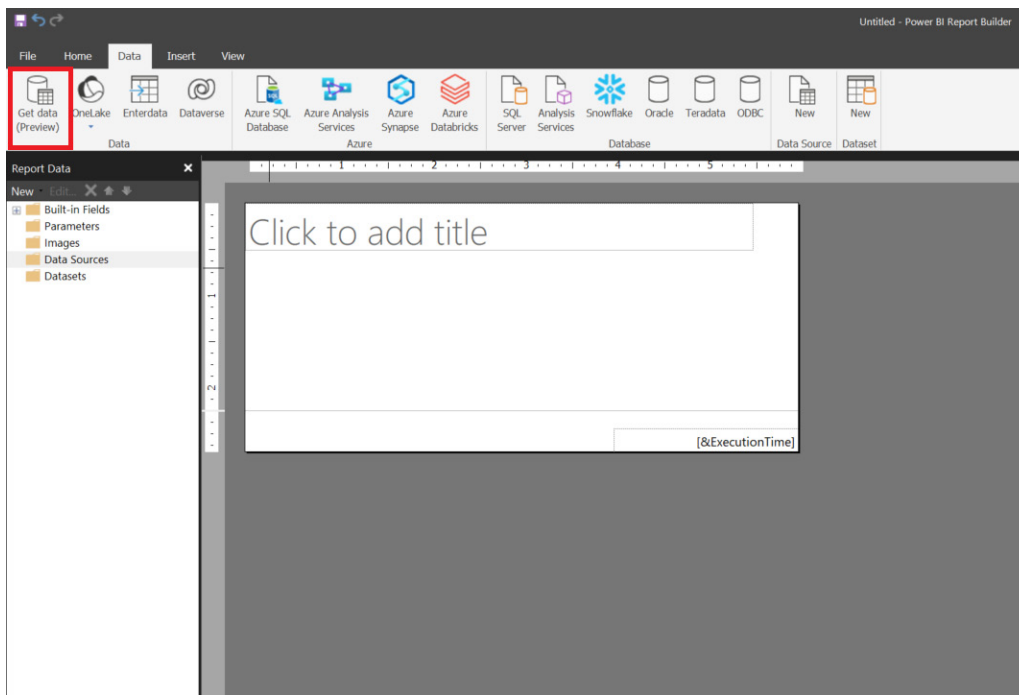 Untitled - Power BI Report Builder
File Home Data Insert View
Get data (Preview)
OneLake
Enterdata
Dataverse
Azure SQL Database
Azure Analysis Services
Azure Synapse
Azure Databricks
SQL Server
Analysis Services
Snowflake
Oracle
Teradata
ODBC
New
New
Data Azure Database Data Source Dataset
Report Data
New Edit...
Built-in Fields
Parameters
Images
Data Sources
Datasets
1 2 3 4 5
1
2
Click to add title
[&ExecutionTime]